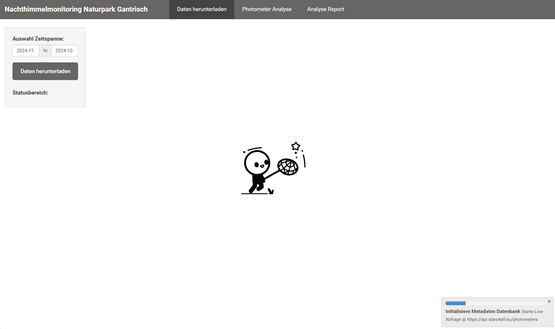 Nachthimmelmonitoring Naturpark Gantrisch
Daten herunterladen
Photometer Analyse
Analyse Report
Auswahl Zeitspanne:
2024-11- to 2024-12-
Daten herunterladen
Statusbereich:
×
Initialisiere Metadaten Datenbank Starte Live-
Abfrage @ https://api.stars4all.eu/photometers